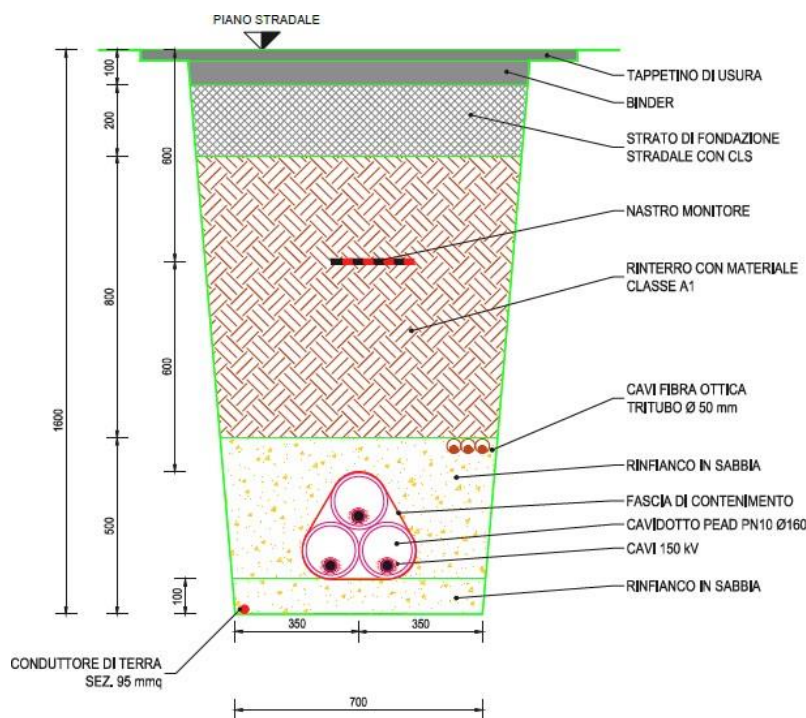 PIANO STRADALE
100
200
800
500
1600
600
600
100
TAPPETINO DI USURA
BINDER
STRATO DI FONDAZIONE
STRADALE CON CLS
NASTRO MONITORE
RINTERRO CON MATERIALE
CLASSE A1
CAVI FIBRA OTTICA
TRITUBO Ø 50 mm
RINFIANCO IN SABBIA
FASCIA DI CONTENIMENTO
CAVIDOTTO PEAD PN10 Ø160
CAVI 150 kV
RINFIANCO IN SABBIA
350
350
CONDUTTORE DI TERRA
SEZ. 95 mmq
700